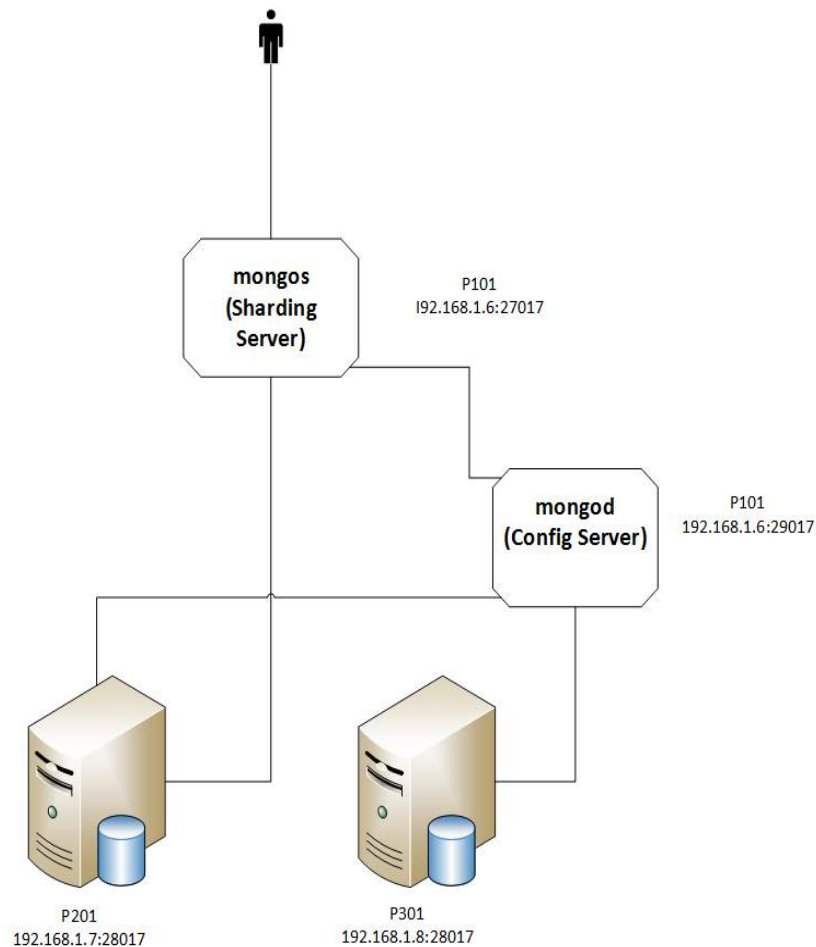 mongos
(Sharding
Server)
P101
I92.168.1.6:27017
mongod
(Config Server)
P101
192.168.1.6:29017
P201
192.168.1.7:28017
P301
192.168.1.8:28017